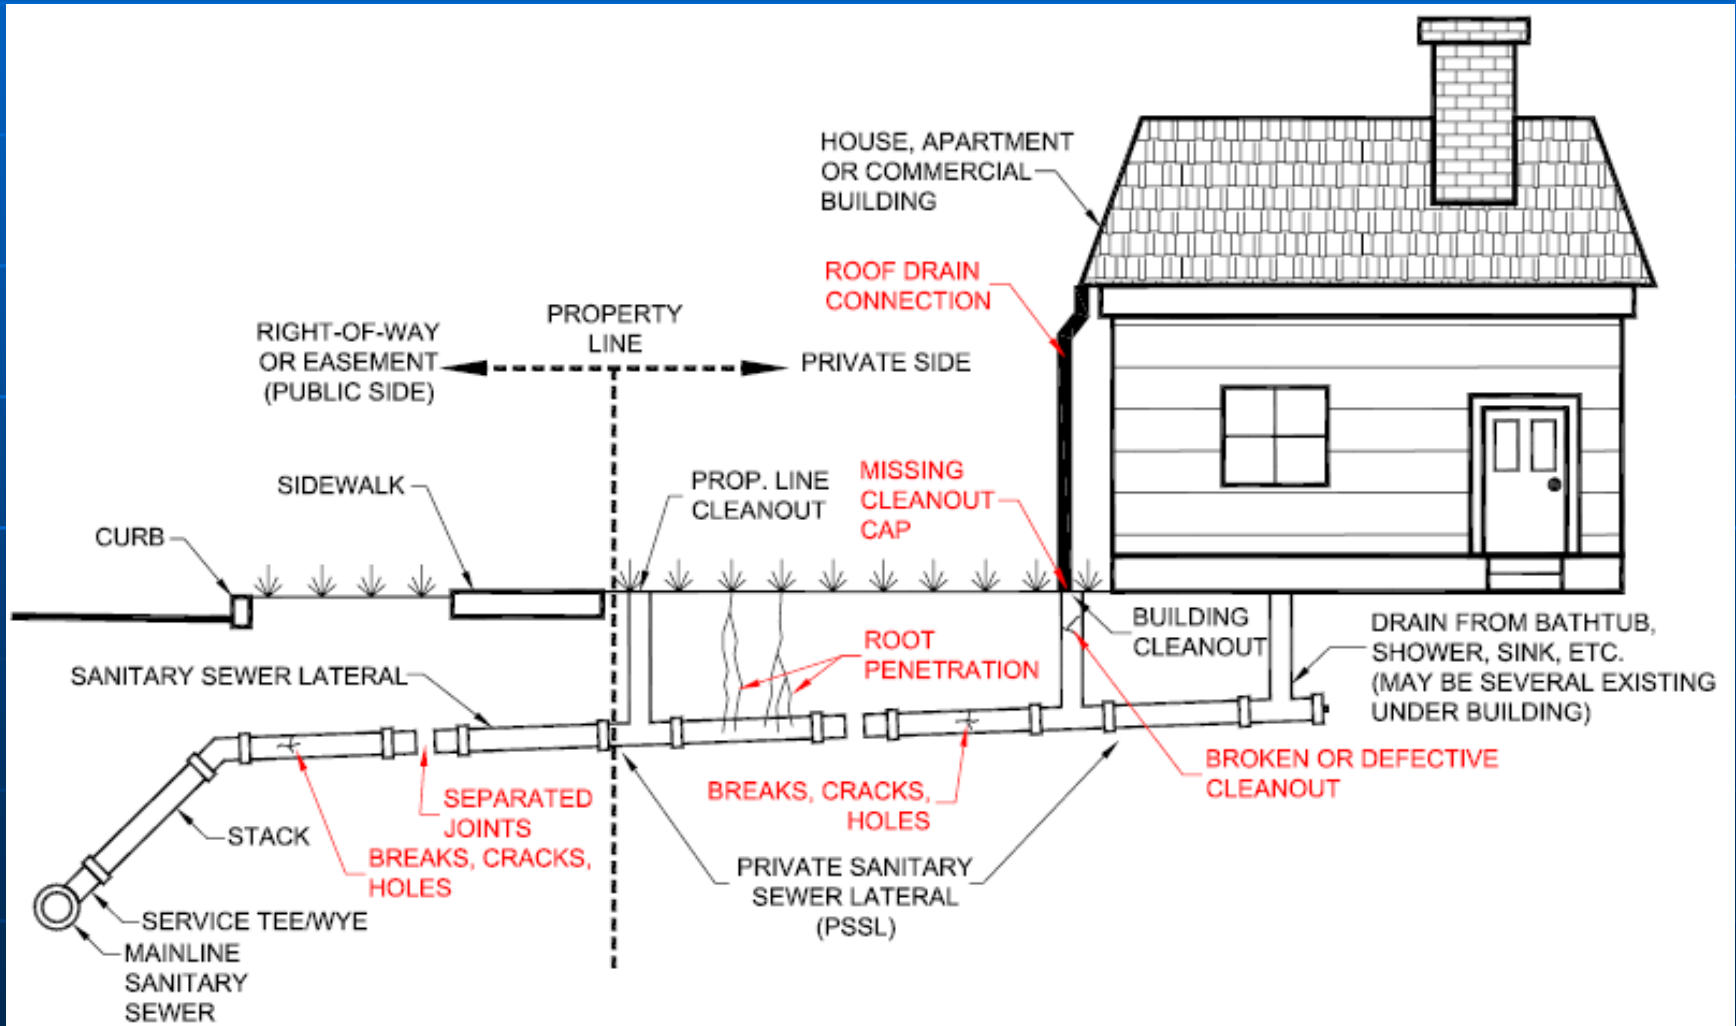 HOUSE, APARTMENT
OR COMMERCIAL
BUILDING
ROOF DRAIN
CONNECTION
PROPERTY
LINE
RIGHT-OF-WAY
OR EASEMENT
(PUBLIC SIDE)
PRIVATE SIDE
SIDEWALK
PROP. LINE
CLEANOUT
MISSING
CLEANOUT
CAP
CURB
BUILDING
CLEANOUT
DRAIN FROM BATHTUB,
SHOWER, SINK, ETC.
(MAY BE SEVERAL EXISTING
UNDER BUILDING)
ROOT
PENETRATION
SANITARY SEWER LATERAL
BROKEN OR DEFECTIVE
CLEANOUT
SEPARATED
JOINTS
BREAKS, CRACKS,
HOLES
STACK
BREAKS, CRACKS,
HOLES
PRIVATE SANITARY
SEWER LATERAL
(PSSL)
SERVICE TEE/WYE
MAINLINE
SANITARY
SEWER